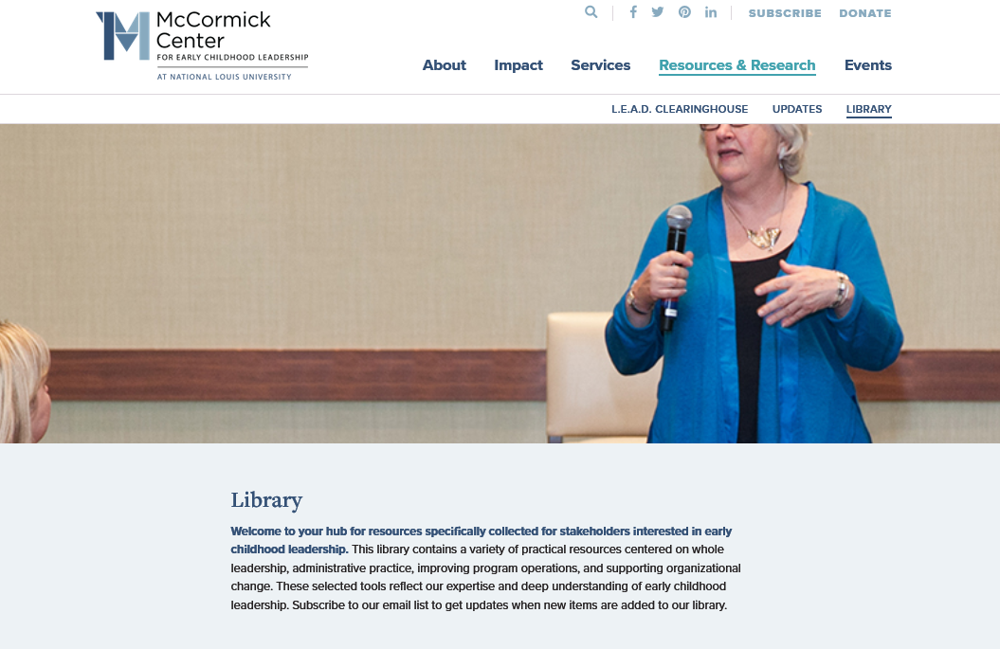 McCormick
Center
FOR EARLY CHILDHOOD LEADERSHIP
AT NATIONAL LOUIS UNIVERSITY
SUBSCRIBE DONATE
About Impact Services Resources & Research Events
L.E.A.D. CLEARINGHOUSE UPDATES LIBRARY
Library
Welcome to your hub for resources specifically collected for stakeholders interested in early
childhood leadership. This library contains a variety of practical resources centered on whole
leadership, administrative practice, improving program operations, and supporting organizational
change. These selected tools reflect our expertise and deep understanding of early childhood
leadership. Subscribe to our email list to get updates when new items are added to our library.